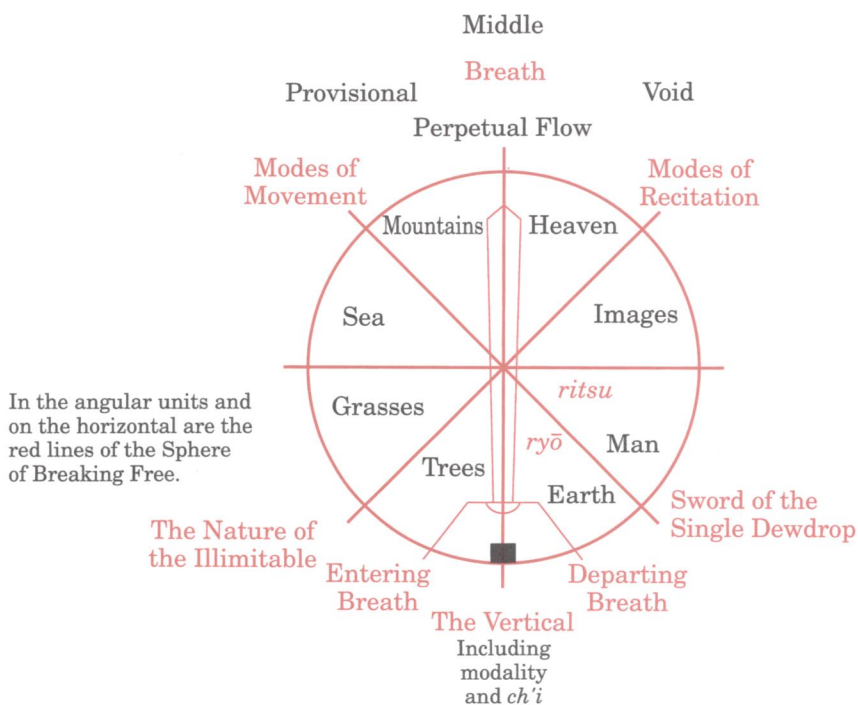 Middle
Breath
Provisional
Void
Perpetual Flow
Modes of
Movement
Modes of
Recitation
Mountains
Heaven
Sea
Images
In the angular units and
on the horizontal are the
red lines of the Sphere
of Breaking Free.
Grasses
ritsu
ryō
Man
Trees
Earth
The Nature of
the Illimitable
Sword of the
Single Dewdrop
Entering
Breath
Departing
Breath
The Vertical
Including
modality
and ch'i